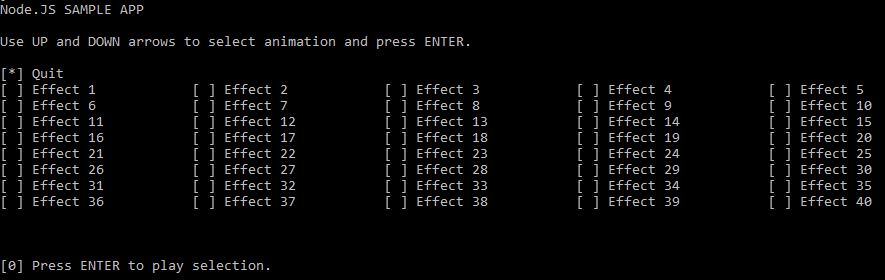 Node.JS SAMPLE APP
Use UP and DOWN arrows to select animation and press ENTER.
[*] Quit
[ ] Effect 1 [ ] Effect 2 [ ] Effect 3 [ ] Effect 4 [ ] Effect 5
[ ] Effect 6 [ ] Effect 7 [ ] Effect 8 [ ] Effect 9 [ ] Effect 10
[ ] Effect 11 [ ] Effect 12 [ ] Effect 13 [ ] Effect 14 [ ] Effect 15
[ ] Effect 16 [ ] Effect 17 [ ] Effect 18 [ ] Effect 19 [ ] Effect 20
[ ] Effect 21 [ ] Effect 22 [ ] Effect 23 [ ] Effect 24 [ ] Effect 25
[ ] Effect 26 [ ] Effect 27 [ ] Effect 28 [ ] Effect 29 [ ] Effect 30
[ ] Effect 31 [ ] Effect 32 [ ] Effect 33 [ ] Effect 34 [ ] Effect 35
[ ] Effect 36 [ ] Effect 37 [ ] Effect 38 [ ] Effect 39 [ ] Effect 40
[0] Press ENTER to play selection.